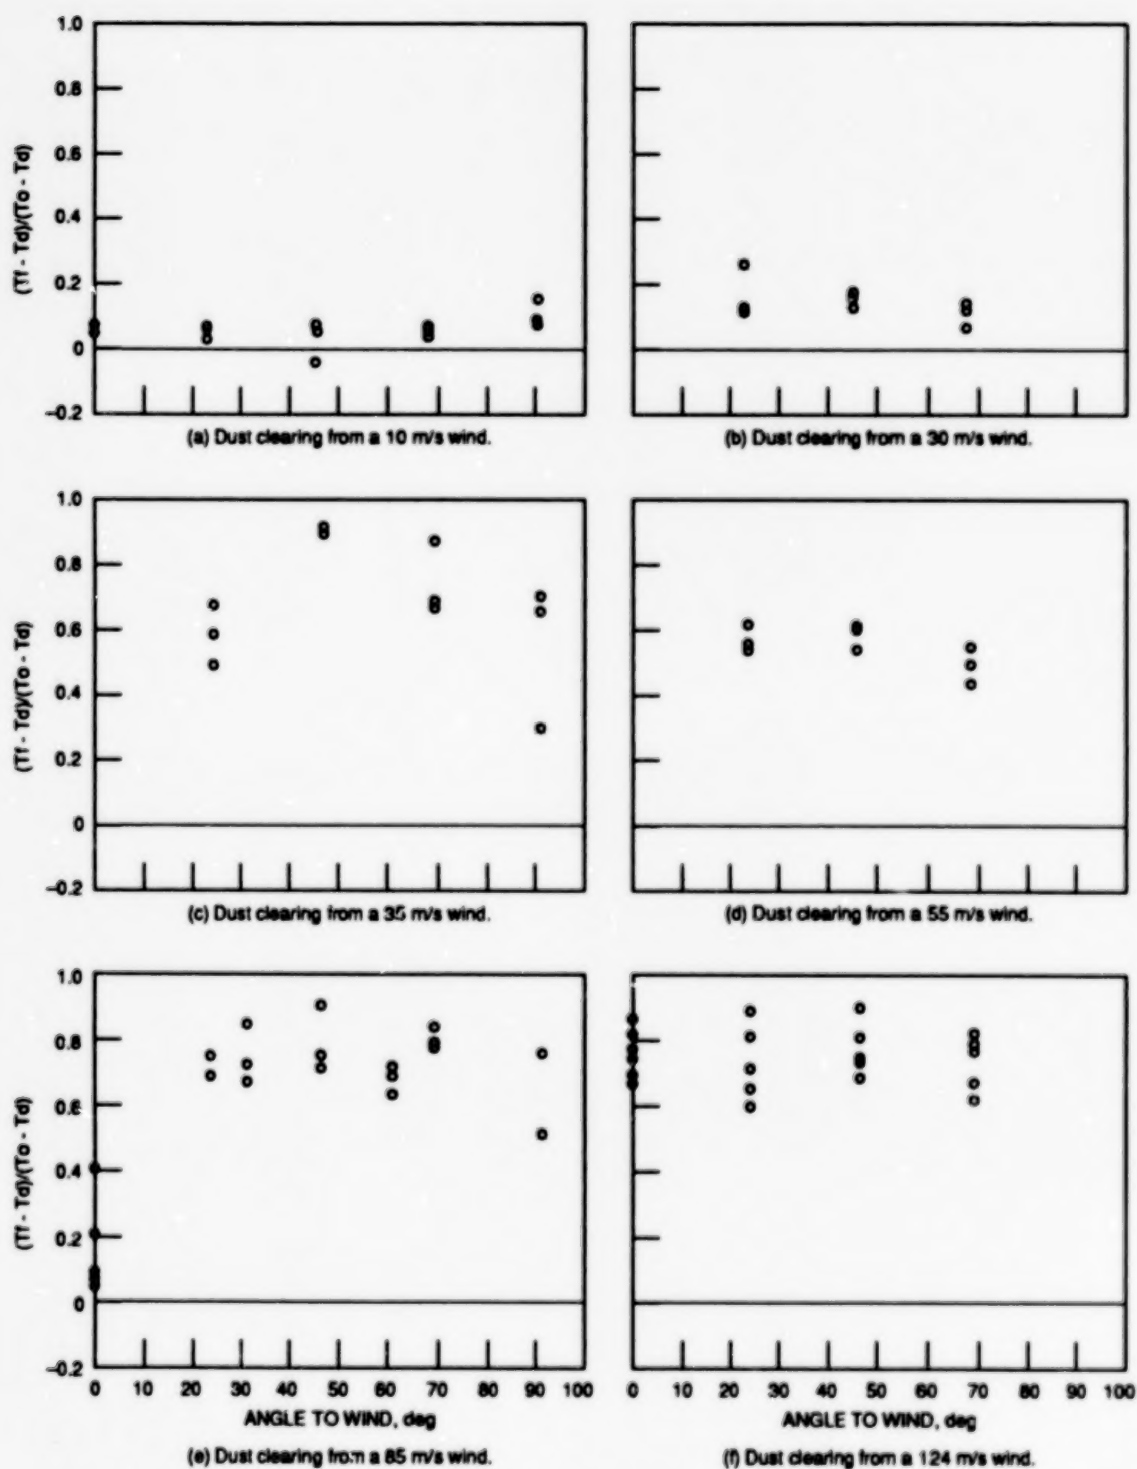 1.0
0.8
0.6
0.4
0.2
0
-0.2
(Tf - Td)/(To - Td)
(a) Dust clearing from a 10 m/s wind.
(b) Dust clearing from a 30 m/s wind.
1.0
0.8
0.6
0.4
0.2
0
-0.2
(Tf - Td)/(To - Td)
(c) Dust clearing from a 35 m/s wind.
(d) Dust clearing from a 55 m/s wind.
1.0
0.8
0.6
0.4
0.2
0
-0.2
(Tf - Td)/(To - Td)
0 10 20 30 40 50 60 70 80 90 100
0 10 20 30 40 50 60 70 80 90 100
ANGLE TO WIND, deg
ANGLE TO WIND, deg
(e) Dust clearing from a 85 m/s wind.
(f) Dust clearing from a 124 m/s wind.